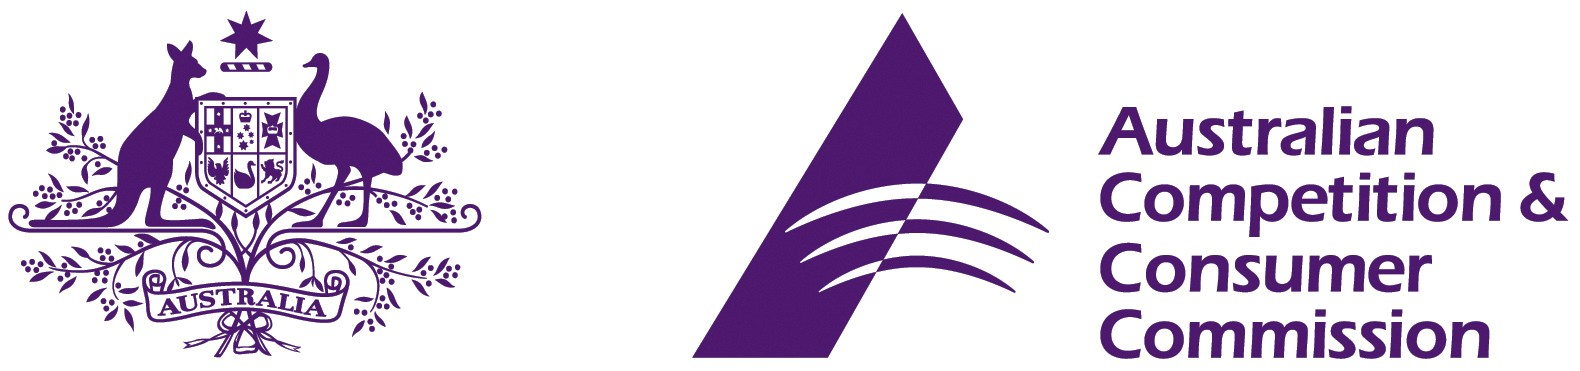 AUSTRALIA
Australian
Competition &
Consumer
Commission